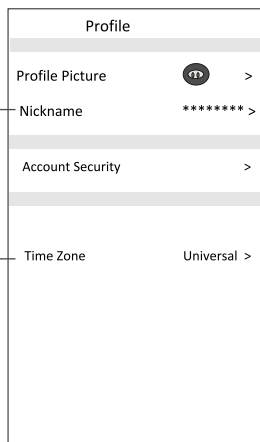 Profile
Profile Picture >
Nickname ******** >
Account Security >
Time Zone Universal >